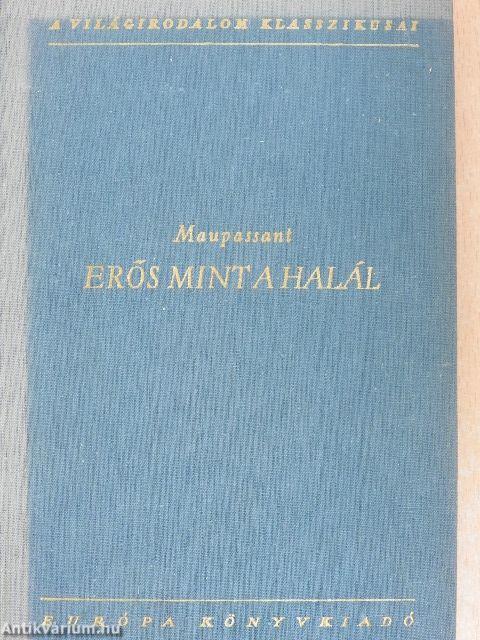 A VILÁGIRODALOM KLASSZIKUSAI
Maupassant
ERŐS MINT A HALÁL
EURÓPA KÖNYVKIADÓ
Antikvarium.hu